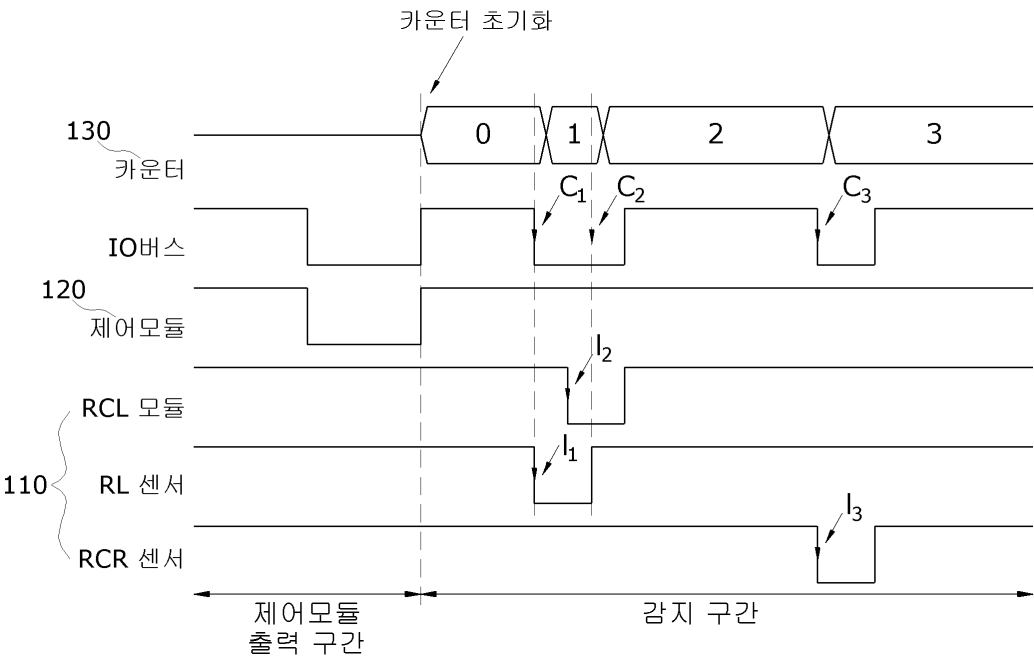 카운터 초기화
0 1 2 3
130
카운터
C1 C2 C3
IO버스
120
제어모듈
I2
RCL 모듈
I1
110
RL 센서
I3
RCR 센서
제어모듈
출력 구간
감지 구간